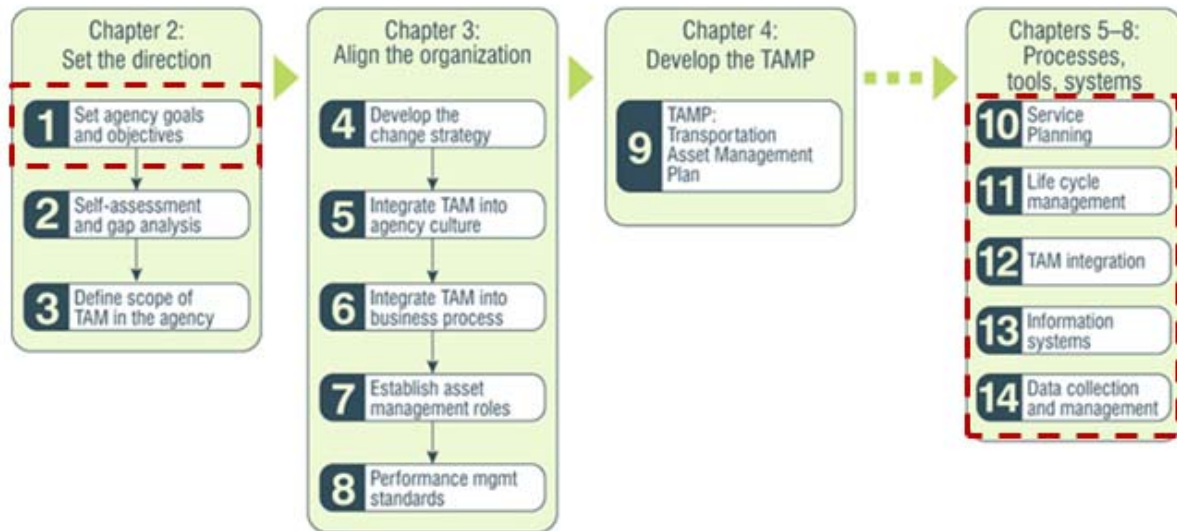 Chapter 2:
Set the direction
1 Set agency goals
and objectives
2 Self-assessment
and gap analysis
3 Define scope of
TAM in the agency
Chapter 3:
Align the organization
4 Develop the
change strategy
5 Integrate TAM into
agency culture
6 Integrate TAM into
business process
7 Establish asset
management roles
8 Performance mgmt
standards
Chapter 4:
Develop the TAMP
9 TAMP:
Transportation
Asset Management
Plan
Chapters 5–8:
Processes,
tools, systems
10 Service
Planning
11 Life cycle
management
12 TAM integration
13 Information
systems
14 Data collection
and management